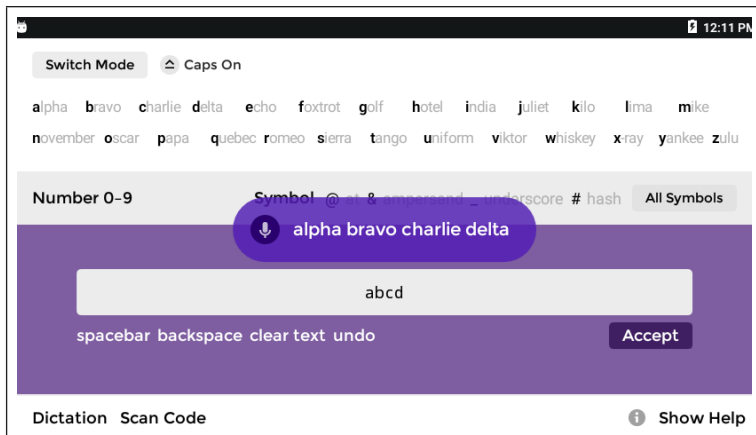 12:11 PM
Switch Mode Caps On
alpha bravo charlie delta echo foxtrot golf hotel india juliet kilo lima mike
november oscar papa quebec romeo sierra tango uniform viktor whiskey x-ray yankee zulu
Number 0-9 Symbol @ at & ampersand _ underscore # hash All Symbols
alpha bravo charlie delta
abcd
spacebar backspace clear text undo Accept
Dictation Scan Code Show Help